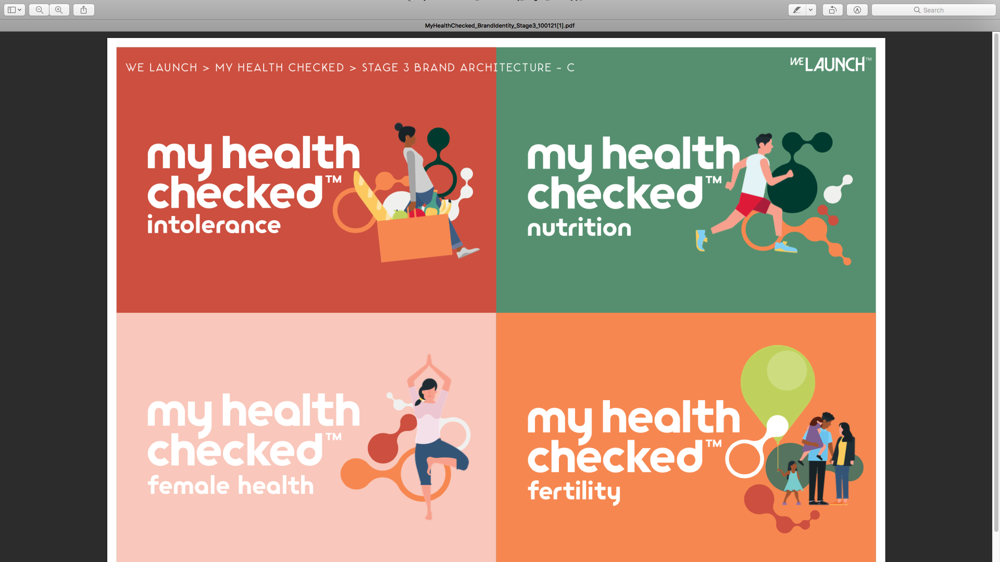 Search
MyHealthChecked_BrandIdentity_Stage3_100121[1].pdf
WE LAUNCH > MY HEALTH CHECKED > STAGE 3 BRAND ARCHITECTURE - C
WE LAUNCH™
my health
checked™
intolerance
my health
checked™
nutrition
my health
checked™
female health
my health
checked™
fertility